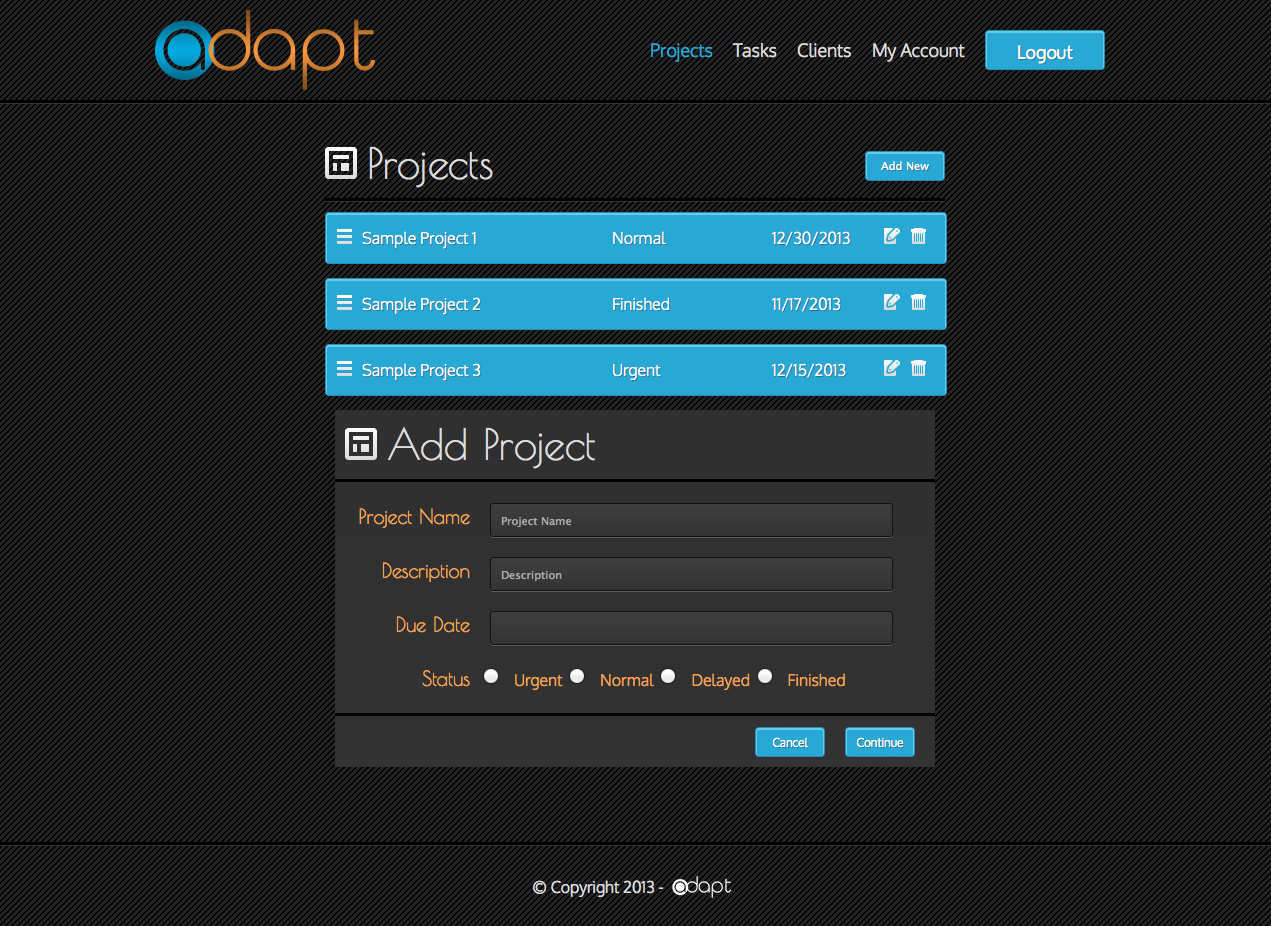 adapt
Projects Tasks Clients My Account Logout
Projects Add New
Sample Project 1 Normal 12/30/2013
Sample Project 2 Finished 11/17/2013
Sample Project 3 Urgent 12/15/2013
Add Project
Project Name Project Name
Description Description
Due Date
Status Urgent Normal Delayed Finished
Cancel Continue
© Copyright 2013 - adapt